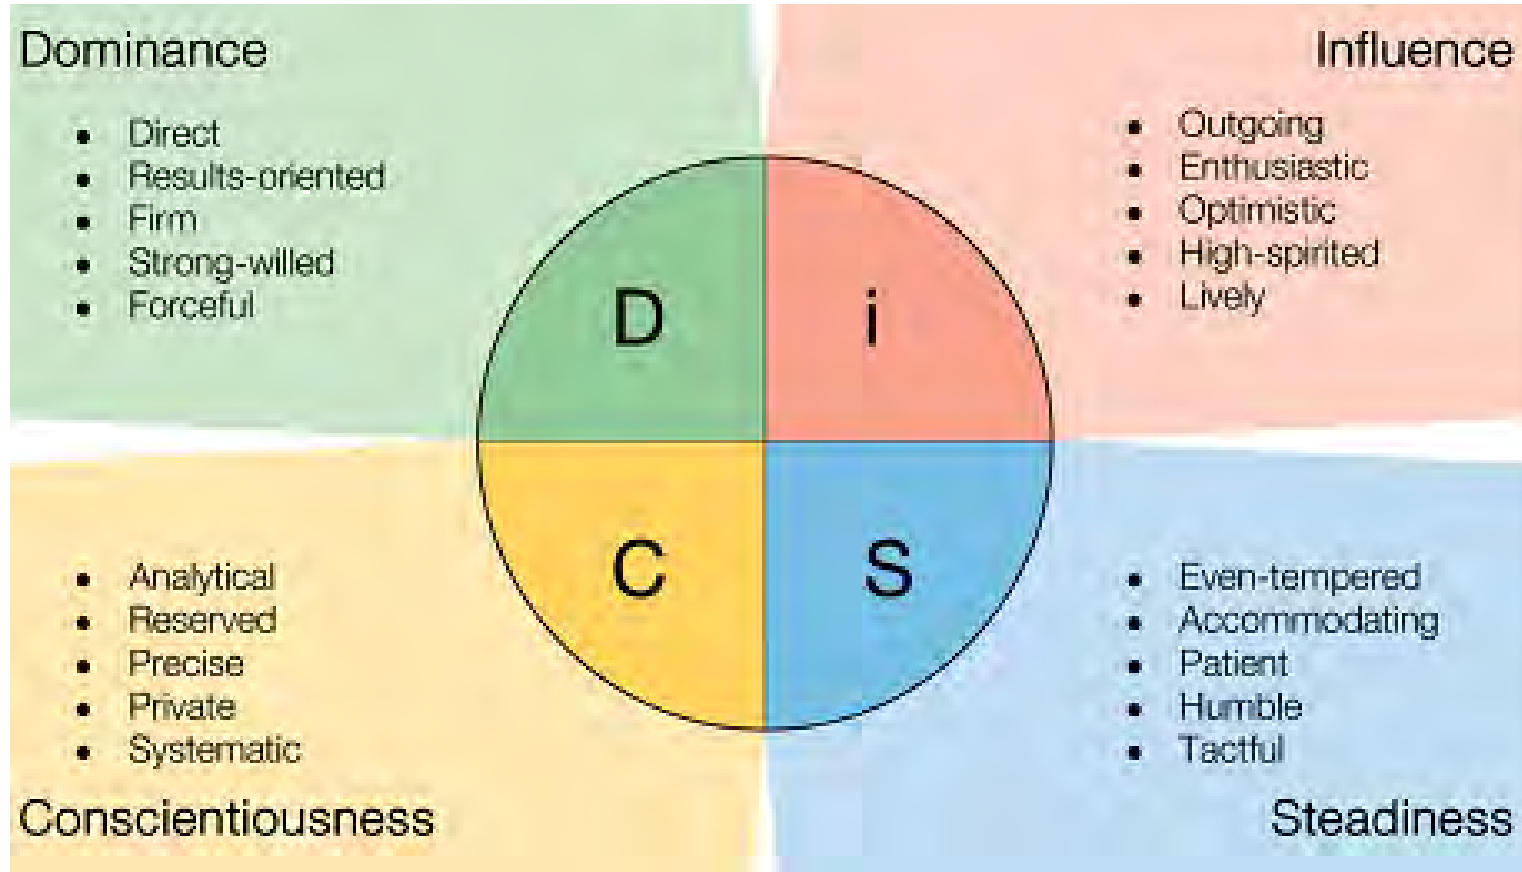 Dominance
• Direct
• Results-oriented
• Firm
• Strong-willed
• Forceful
Influence
• Outgoing
• Enthusiastic
• Optimistic
• High-spirited
• Lively
D
i
C
S
• Analytical
• Reserved
• Precise
• Private
• Systematic
Conscientiousness
• Even-tempered
• Accommodating
• Patient
• Humble
• Tactful
Steadiness